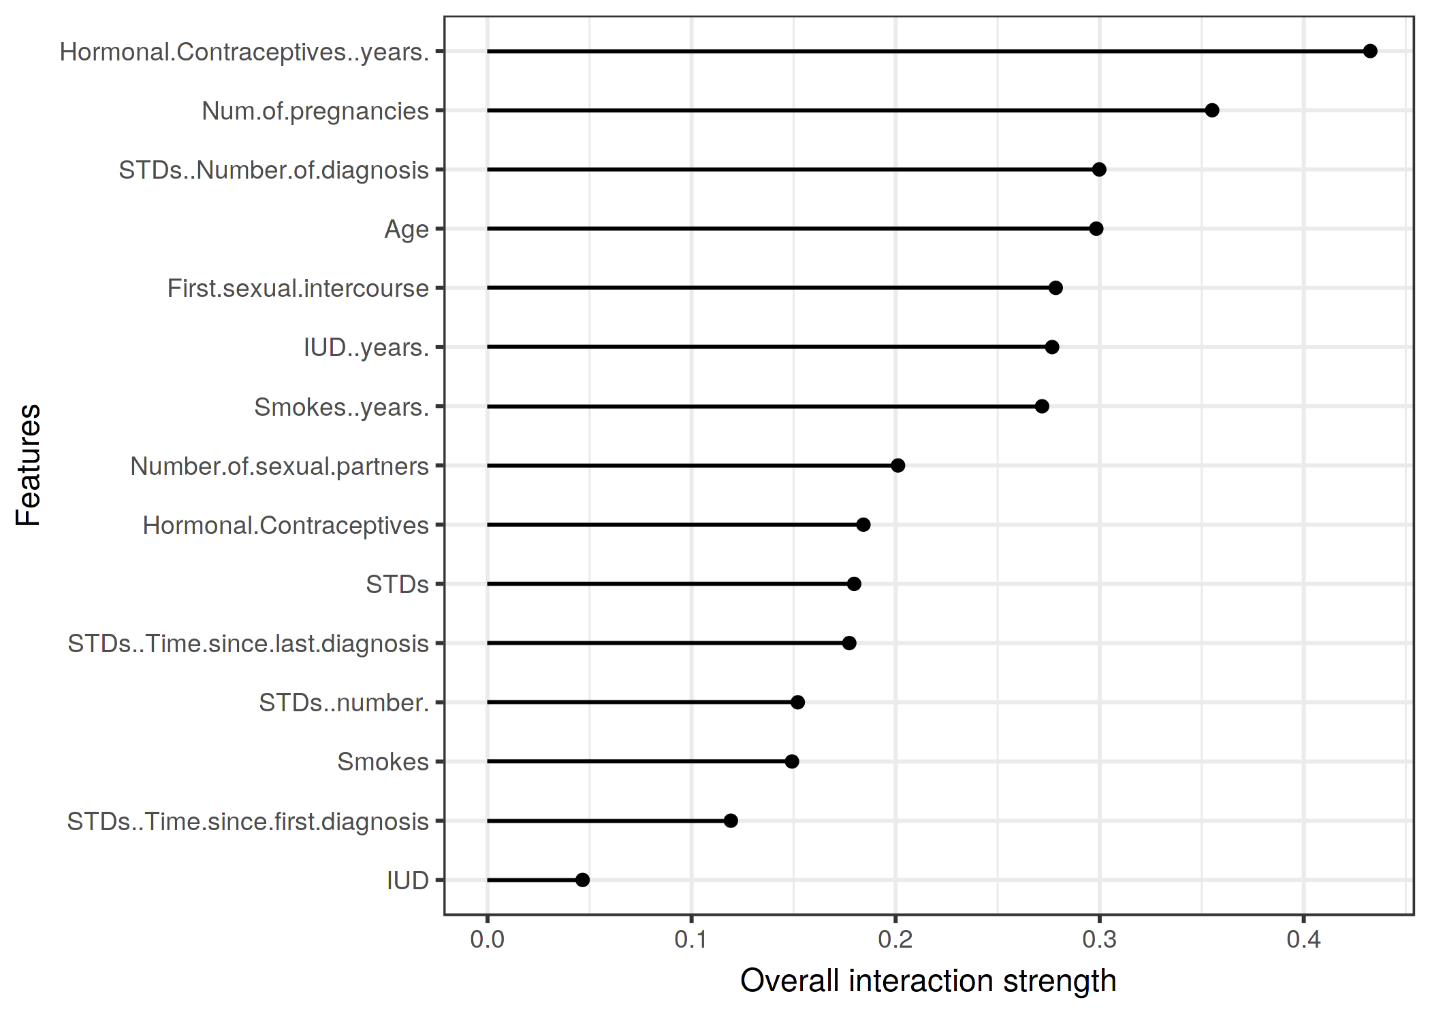 Hormonal.Contraceptives..years.
Num.of.pregnancies
STDs..Number.of.diagnosis
Age
First.sexual.intercourse
IUD..years.
Smokes..years.
Number.of.sexual.partners
Hormonal.Contraceptives
STDs
STDs..Time.since.last.diagnosis
STDs..number.
Smokes
STDs..Time.since.first.diagnosis
IUD
Features
0.0 0.1 0.2 0.3 0.4
Overall interaction strength